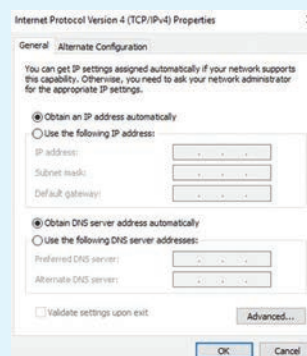 Internet Protocol Version 4 (TCP/IPv4) Properties
General Alternate Configuration
You can get IP settings assigned automatically if your network supports
this capability. Otherwise, you need to ask your network administrator
for the appropriate IP settings.
Obtain an IP address automatically
Use the following IP address:
IP address:
Subnet mask:
Default gateway:
Obtain DNS server address automatically
Use the following DNS server addresses:
Preferred DNS server:
Alternate DNS server:
Validate settings upon exit
Advanced...
OK Cancel